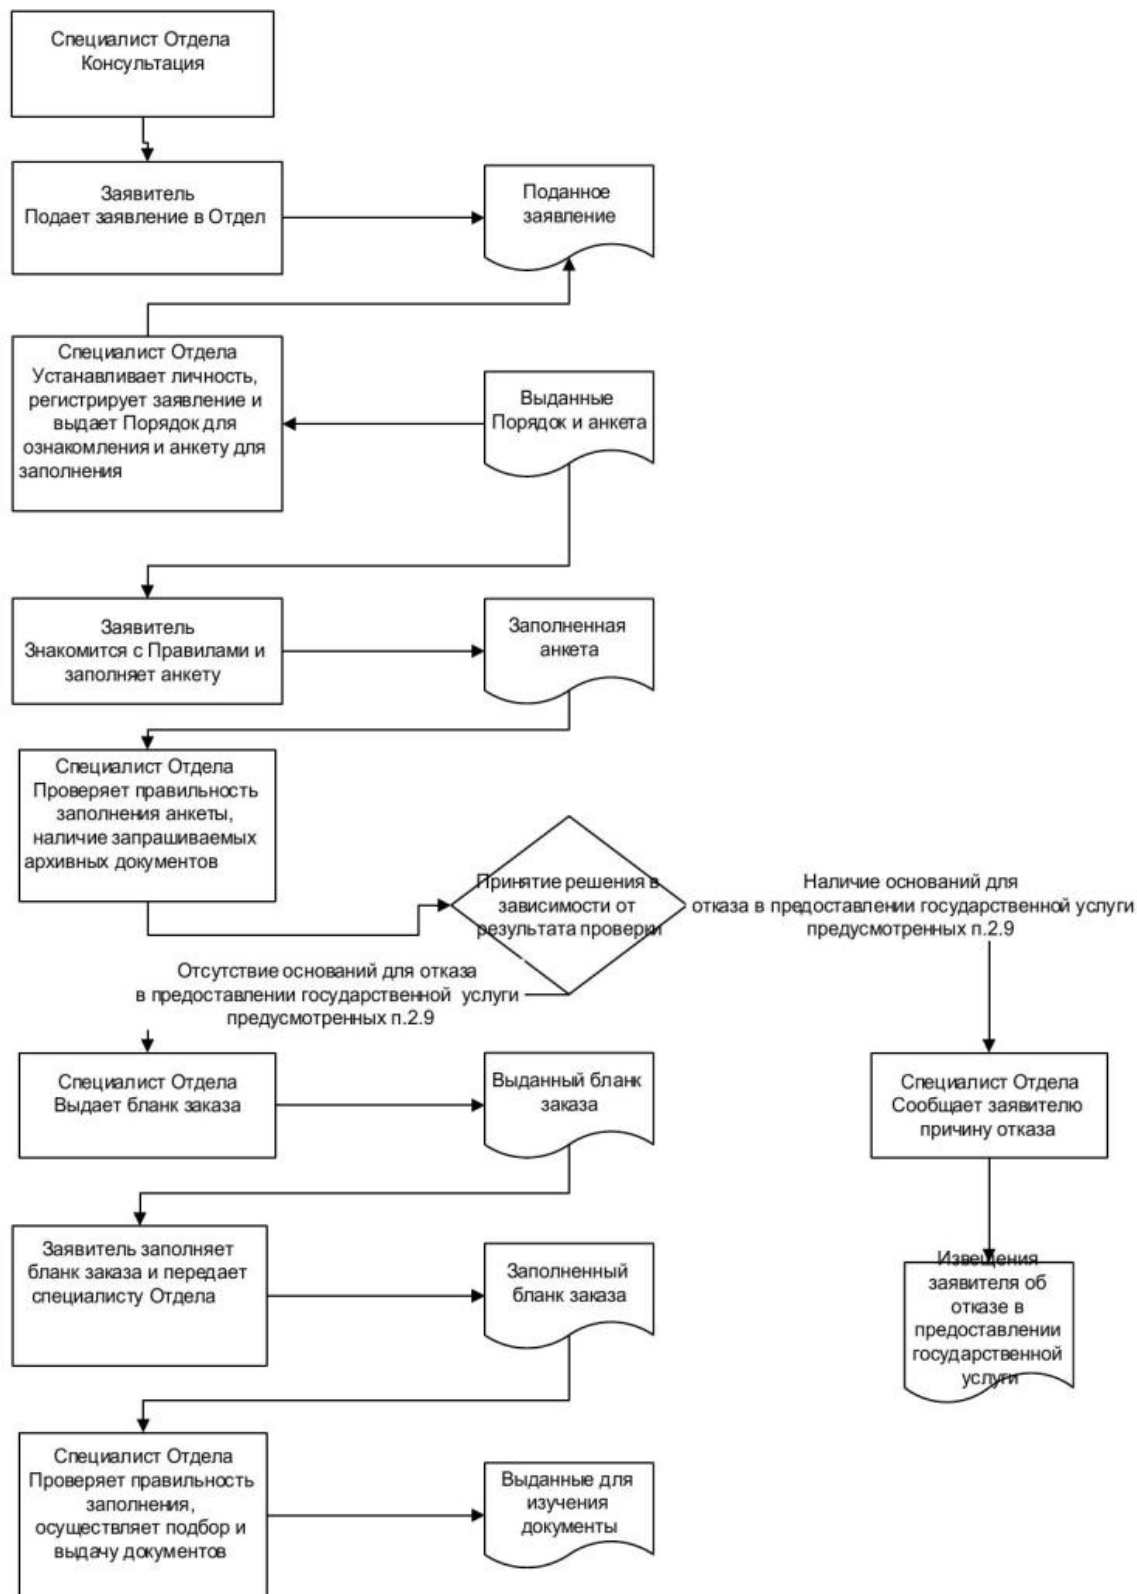 Специалист Отдела
Консультация
Заявитель
Подает заявление в Отдел
Поданное
заявление
Специалист Отдела
Устанавливает личность,
регистрирует заявление и
выдает Порядок для
ознакомления и анкету для
заполнения
Выданные
Порядок и анкета
Заявитель
Знакомится с Правилами и
заполняет анкету
Заполненная
анкета
Специалист Отдела
Проверяет правильность
заполнения анкеты,
наличие запрашиваемых
архивных документов
Принятие решения в
зависимости от
результата проверки
Наличие оснований для
отказа в предоставлении государственной услуги
предусмотренных п.2.9
Отсутствие оснований для отказа
в предоставлении государственной услуги
предусмотренных п.2.9
Специалист Отдела
Выдает бланк заказа
Выданный бланк
заказа
Специалист Отдела
Сообщает заявителю
причину отказа
Заявитель заполняет
бланк заказа и передает
специалисту Отдела
Заполненный
бланк заказа
Извещения
заявителя об
отказе в
предоставлении
государственной
услуги
Специалист Отдела
Проверяет правильность
заполнения,
осуществляет подбор и
выдачу документов
Выданные для
изучения
документы